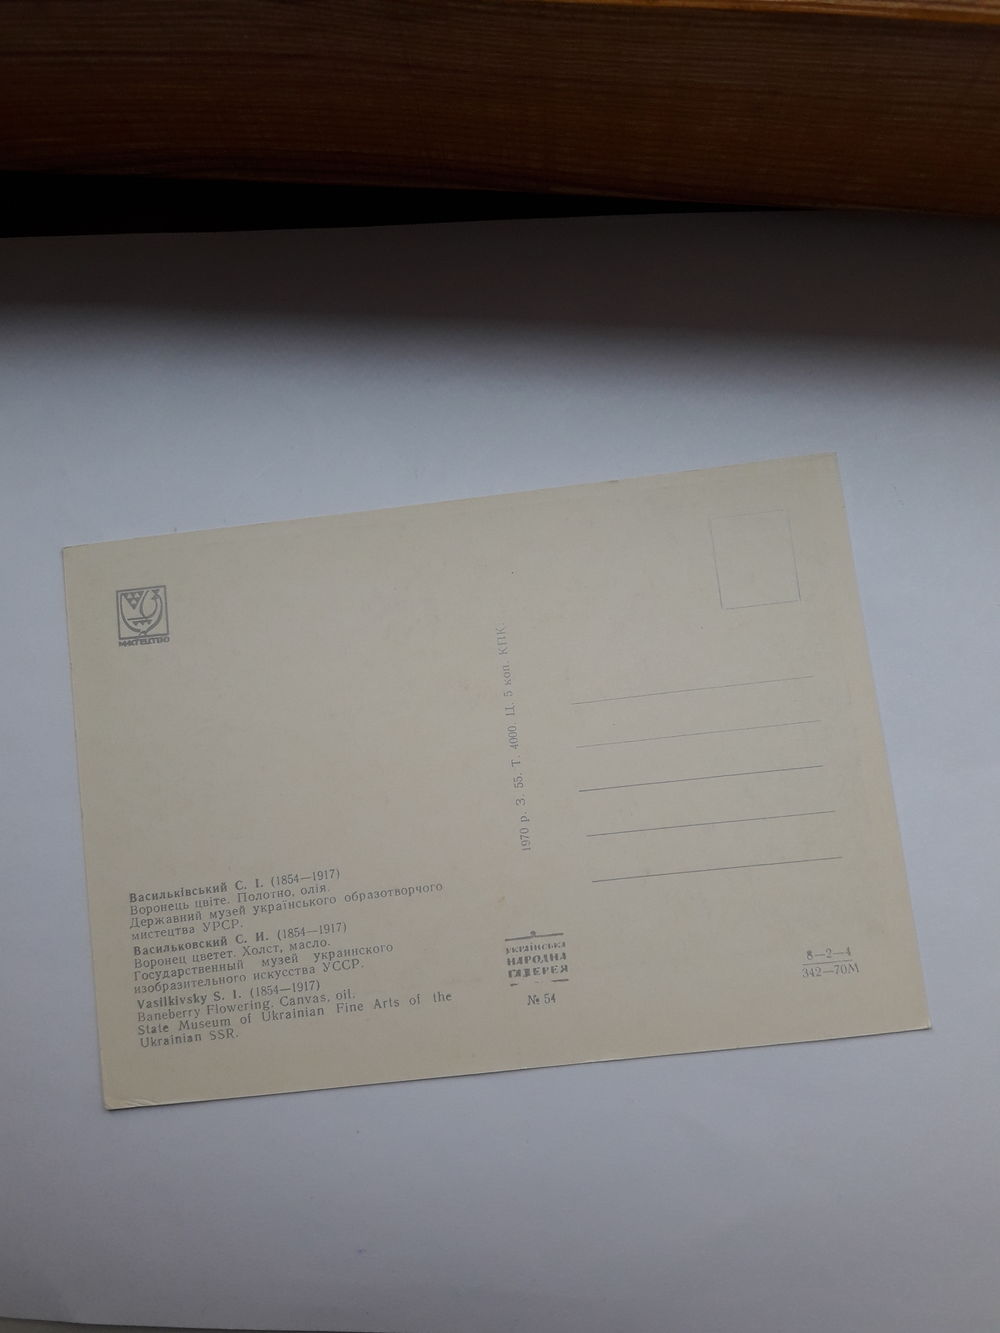 МИСТЕЦТВО
Васильківський С. І. (1854—1917)
Воронець цвіте. Полотно, олія.
Державний музей українського образотворчого
мистецтва УРСР.
Васильковский С. И. (1854—1917)
Воронец цветет. Холст, масло.
Государственный музей украинского
изобразительного искусства УССР.
Vasilkivsky S. I. (1854—1917)
Baneberry Flowering. Canvas, oil.
State Museum of Ukrainian Fine Arts of the
Ukrainian SSR.
1970 р. З. 55. Т. 4000. Ц. 5 коп. КПК.
УКРАЇНСЬКА
НАРОДНА
ГАЛЕРЕЯ
№ 54
8—2—4
342—70М